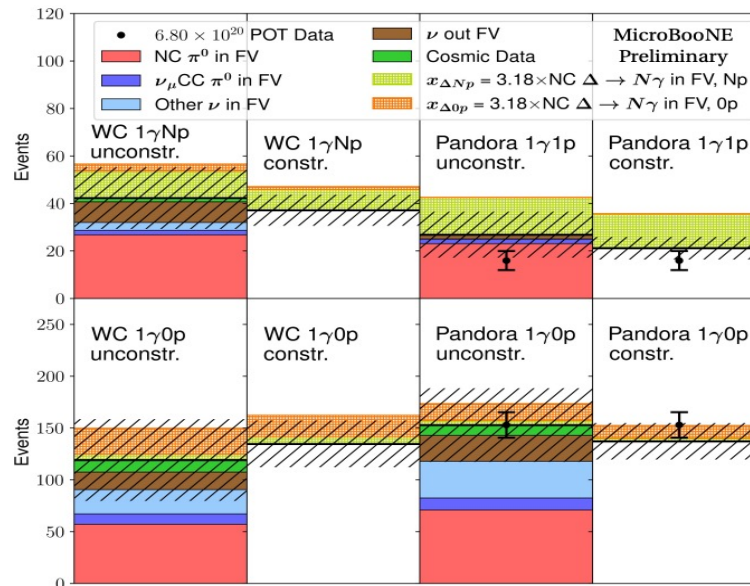 6.80 × 10²⁰ POT Data
NC π⁰ in FV
ν_μCC π⁰ in FV
Other ν in FV
ν out FV
Cosmic Data
x_ΔNp = 3.18×NC Δ → Nγ in FV, Np
x_Δ0p = 3.18×NC Δ → Nγ in FV, 0p
MicroBooNE
Preliminary
Events
120
100
80
60
40
20
0
WC 1γNp
unconstr.
WC 1γNp
constr.
Pandora 1γ1p
unconstr.
Pandora 1γ1p
constr.
Events
250
200
150
100
50
0
WC 1γ0p
unconstr.
WC 1γ0p
constr.
Pandora 1γ0p
unconstr.
Pandora 1γ0p
constr.